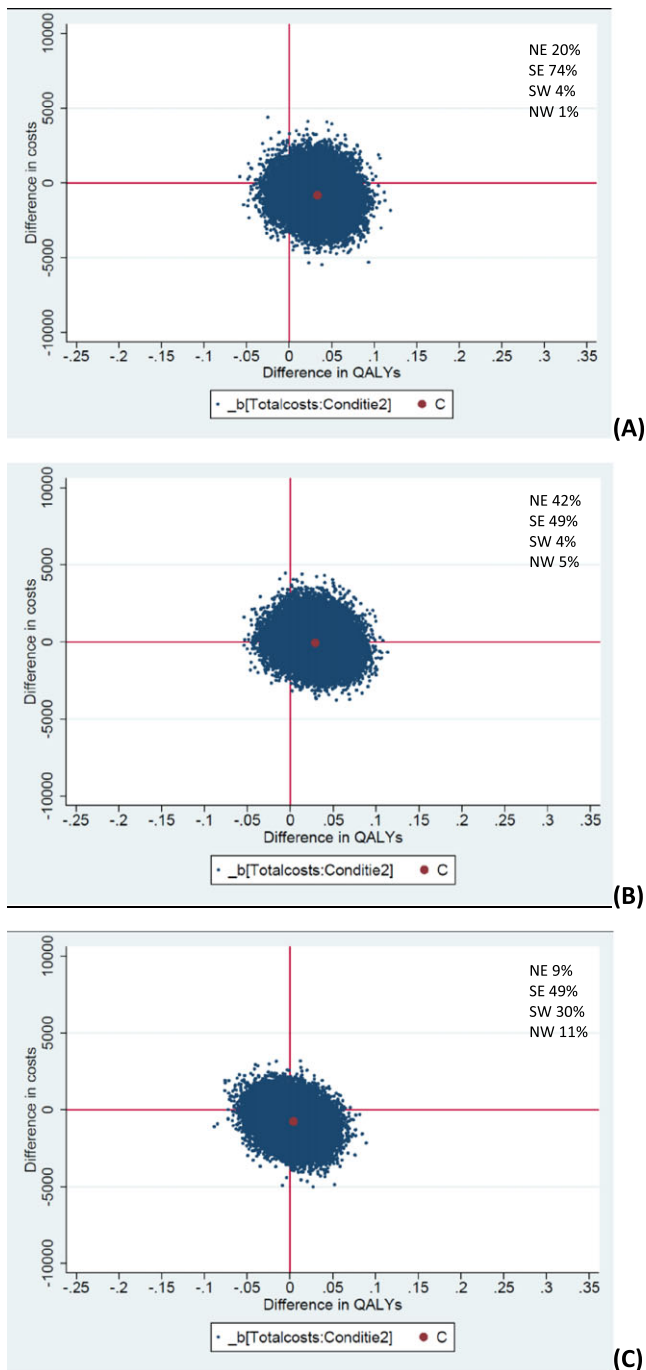 10000
5000
0
-5000
-10000
Difference in costs
NE 20%
SE 74%
SW 4%
NW 1%
-.25 -.2 -.15 -.1 -.05 0 .05 .1 .15 .2 .25 .3 .35
Difference in QALYs
_b[Totalcosts:Conditie2] C
(A)
10000
5000
0
-5000
-10000
Difference in costs
NE 42%
SE 49%
SW 4%
NW 5%
-.25 -.2 -.15 -.1 -.05 0 .05 .1 .15 .2 .25 .3 .35
Difference in QALYs
_b[Totalcosts:Conditie2] C
(B)
10000
5000
0
-5000
-10000
Difference in costs
NE 9%
SE 49%
SW 30%
NW 11%
-.25 -.2 -.15 -.1 -.05 0 .05 .1 .15 .2 .25 .3 .35
Difference in QALYs
_b[Totalcosts:Conditie2] C
(C)